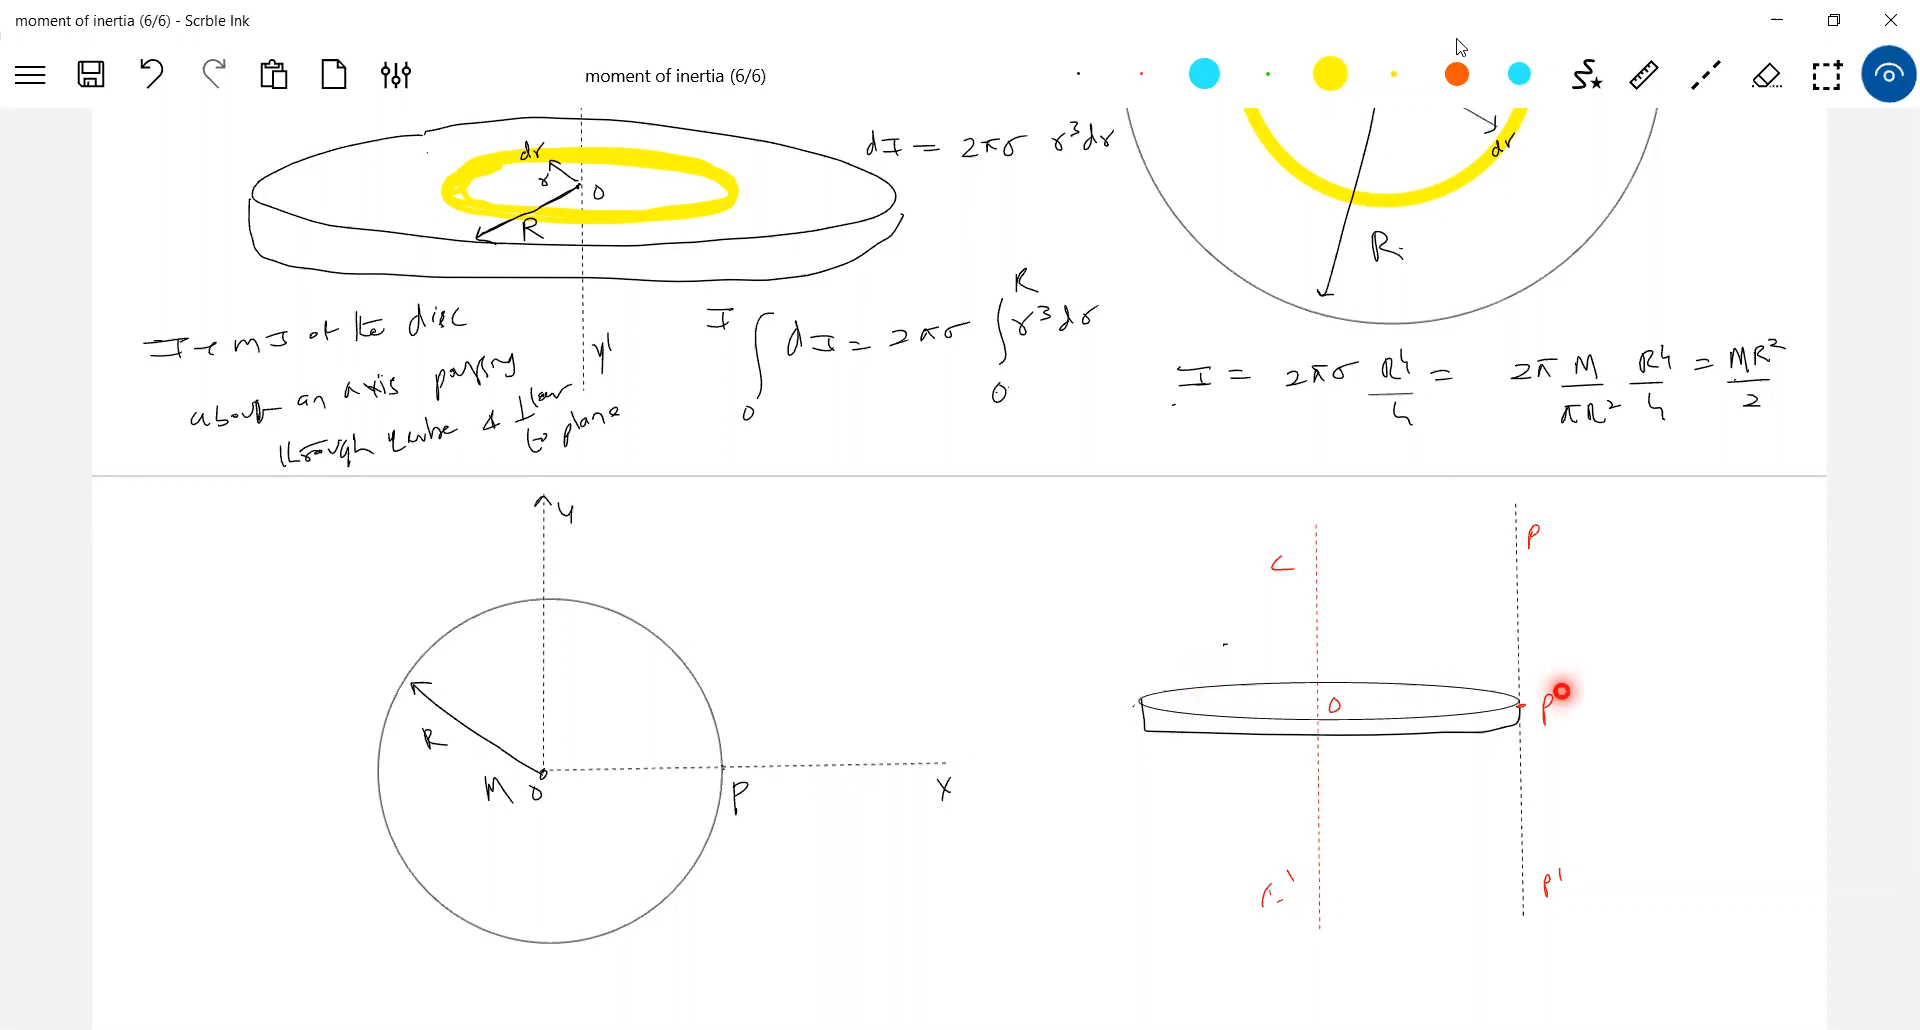 moment of inertia (6/6) - Scrble Ink
moment of inertia (6/6)
dr
r
O
R
dI = 2πσ r³dr
dr
R
I → MI of the disc
about an axis passing
through centre & ⊥lar
to plane
y'
I
∫ dI = 2πσ ∫ r³dr
0
R
0
I = 2πσ R⁴/4 = 2π M/πR² R⁴/4 = MR²/2
y
R
M O
P
X
C
P
O
P
C'
P'